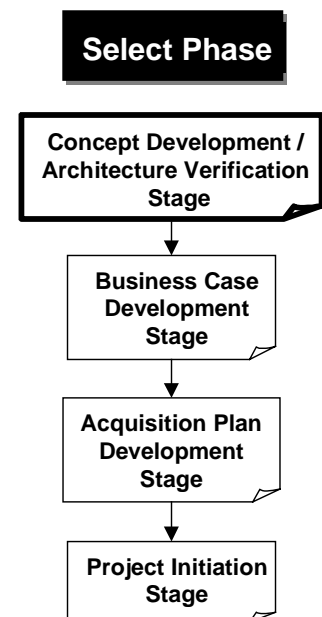 Select Phase
Concept Development /
Architecture Verification
Stage
Business Case
Development
Stage
Acquisition Plan
Development
Stage
Project Initiation
Stage